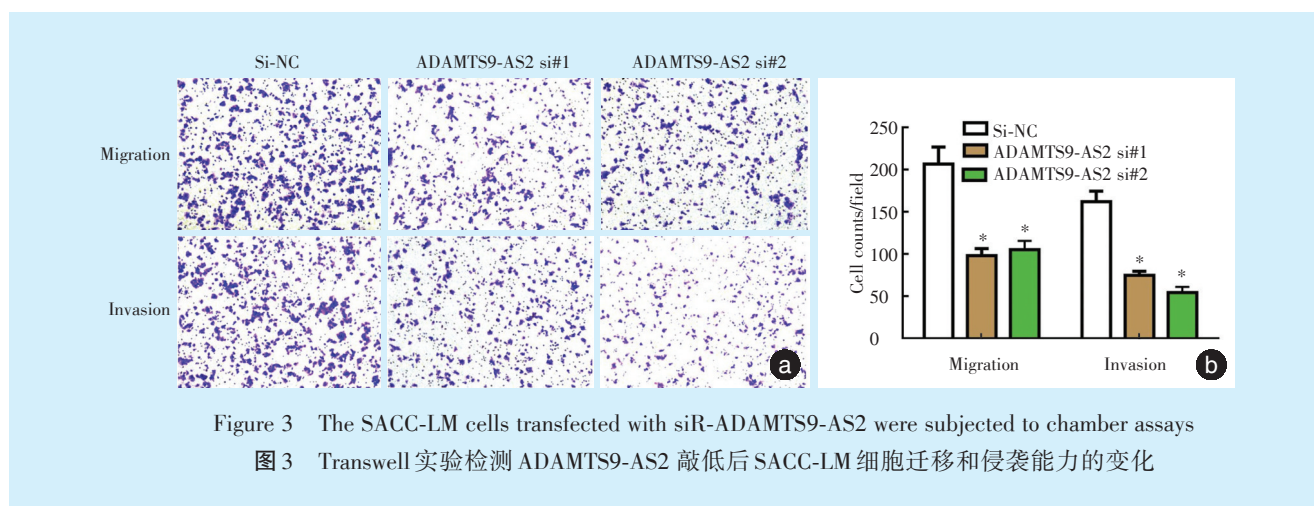 Si-NC ADAMTS9-AS2 si#1 ADAMTS9-AS2 si#2
Migration
Invasion
a
250
200
150
100
50
0
Cell counts/field
Si-NC
ADAMTS9-AS2 si#1
ADAMTS9-AS2 si#2
* *
* *
Migration Invasion
b
Figure 3 The SACC-LM cells transfected with siR-ADAMTS9-AS2 were subjected to chamber assays
图3 Transwell实验检测ADAMTS9-AS2敲低后SACC-LM细胞迁移和侵袭能力的变化